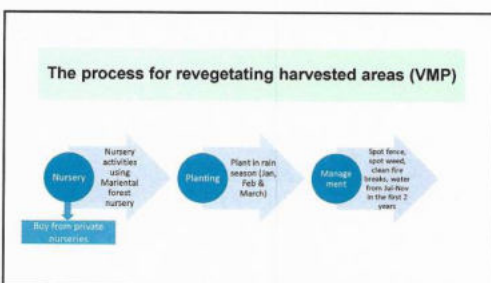 The process for revegetating harvested areas (VMP)
Nursery
Nursery
activities
using
Mariental
forest
nursery
Buy from private
nurseries
Planting
Plant in rain
season (Jan,
Feb &
March)
Manage
ment
Spot fence,
spot weed,
clean fire
breaks, water
from Jul-Nov
in the first 2
years